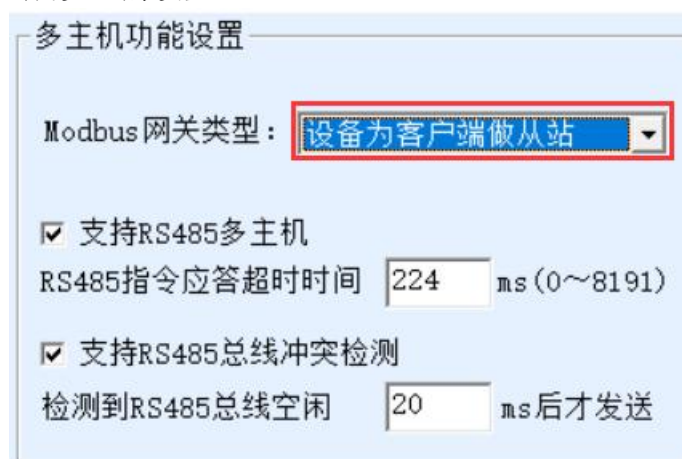 多主机功能设置
Modbus网关类型：设备为客户端做从站
支持RS485多主机
RS485指令应答超时时间 224 ms(0～8191)
支持RS485总线冲突检测
检测到RS485总线空闲 20 ms后才发送